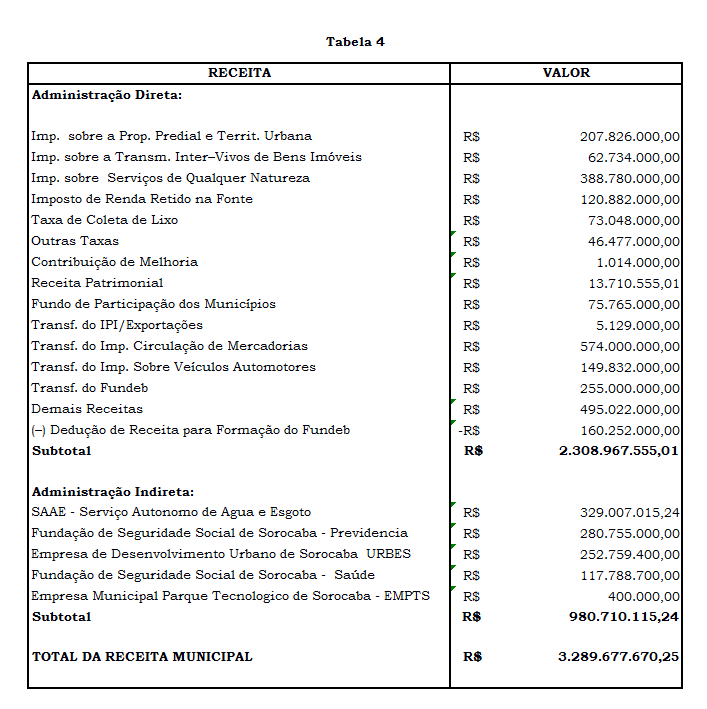 Tabela 4
RECEITA VALOR
Administração Direta:
Imp. sobre a Prop. Predial e Territ. Urbana R$ 207.826.000,00
Imp. sobre a Transm. Inter–Vivos de Bens Imóveis R$ 62.734.000,00
Imp. sobre Serviços de Qualquer Natureza R$ 388.780.000,00
Imposto de Renda Retido na Fonte R$ 120.882.000,00
Taxa de Coleta de Lixo R$ 73.048.000,00
Outras Taxas R$ 46.477.000,00
Contribuição de Melhoria R$ 1.014.000,00
Receita Patrimonial R$ 13.710.555,01
Fundo de Participação dos Municípios R$ 75.765.000,00
Transf. do IPI/Exportações R$ 5.129.000,00
Transf. do Imp. Circulação de Mercadorias R$ 574.000.000,00
Transf. do Imp. Sobre Veículos Automotores R$ 149.832.000,00
Transf. do Fundeb R$ 255.000.000,00
Demais Receitas R$ 495.022.000,00
(–) Dedução de Receita para Formação do Fundeb -R$ 160.252.000,00
Subtotal R$ 2.308.967.555,01
Administração Indireta:
SAAE - Serviço Autonomo de Agua e Esgoto R$ 329.007.015,24
Fundação de Seguridade Social de Sorocaba - Previdencia R$ 280.755.000,00
Empresa de Desenvolvimento Urbano de Sorocaba URBES R$ 252.759.400,00
Fundação de Seguridade Social de Sorocaba - Saúde R$ 117.788.700,00
Empresa Municipal Parque Tecnologico de Sorocaba - EMPTS R$ 400.000,00
Subtotal R$ 980.710.115,24
TOTAL DA RECEITA MUNICIPAL R$ 3.289.677.670,25